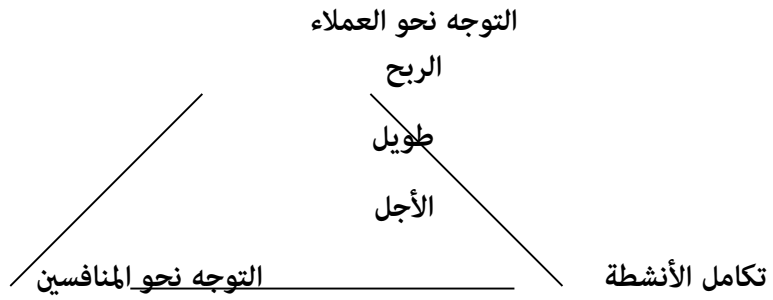 التوجه نحو العملاء
الربح
طويل
الأجل
تكامل الأنشطة
التوجه نحو المنافسين